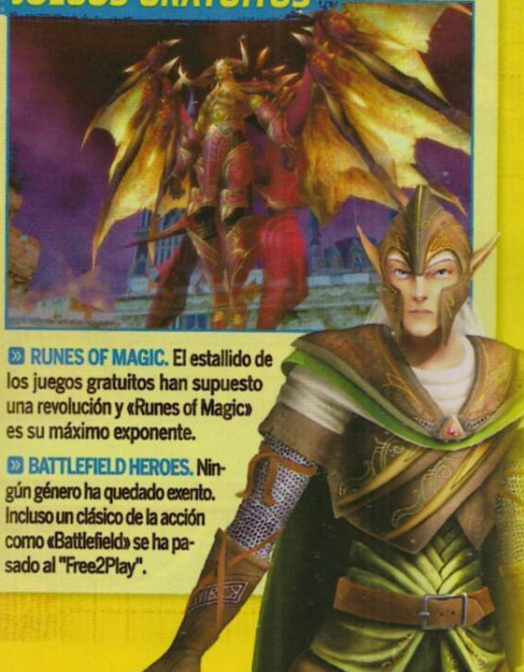 JUEGOS GRATUITOS
» RUNES OF MAGIC. El estallido de
los juegos gratuitos han supuesto
una revolución y «Runes of Magic»
es su máximo exponente.
» BATTLEFIELD HEROES. Nin-
gún género ha quedado exento.
Incluso un clásico de la acción
como «Battlefield» se ha pa-
sado al "Free2Play".